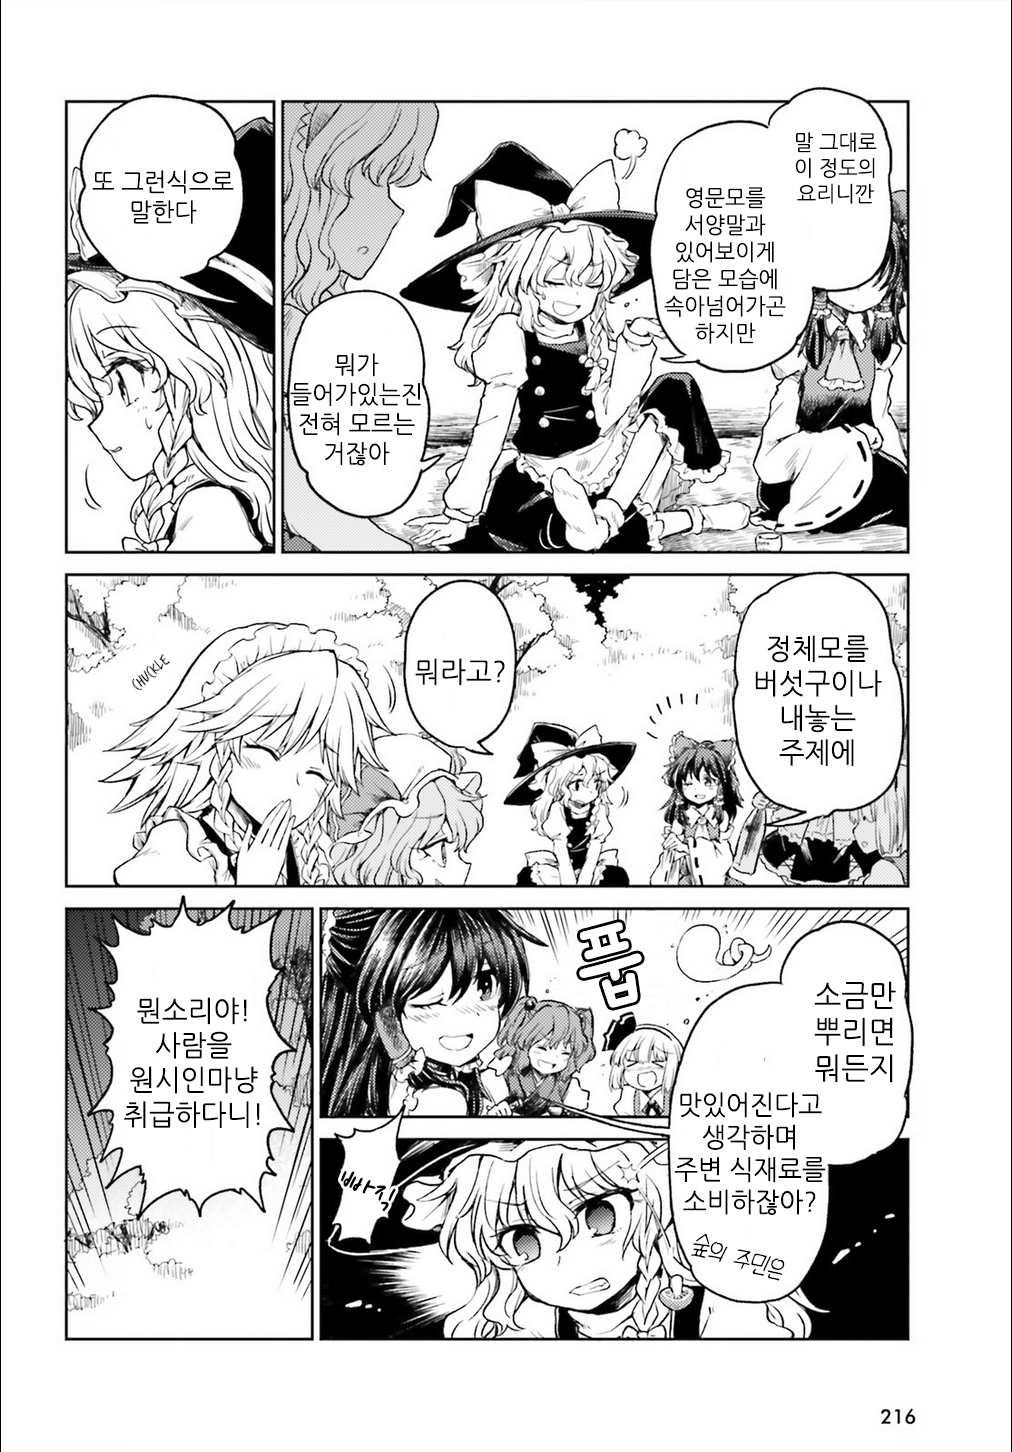 말 그대로
이 정도의
요리니깐
영문모를
서양말과
있어보이게
담은 모습에
속아넘어가곤
하지만
뭐가
들어가있는진
전혀 모르는
거잖아
또 그런식으로
말한다
정체모를
버섯구이나
내놓는
주제에
뭐라고?
CHUCKLE
소금만
뿌리면
뭐든지
맛있어진다고
생각하며
주변 식재료를
소비하잖아?
숲의 주민은
풉
빠직
뭔소리야!
사람을
원시인마냥
취급하다니!
216